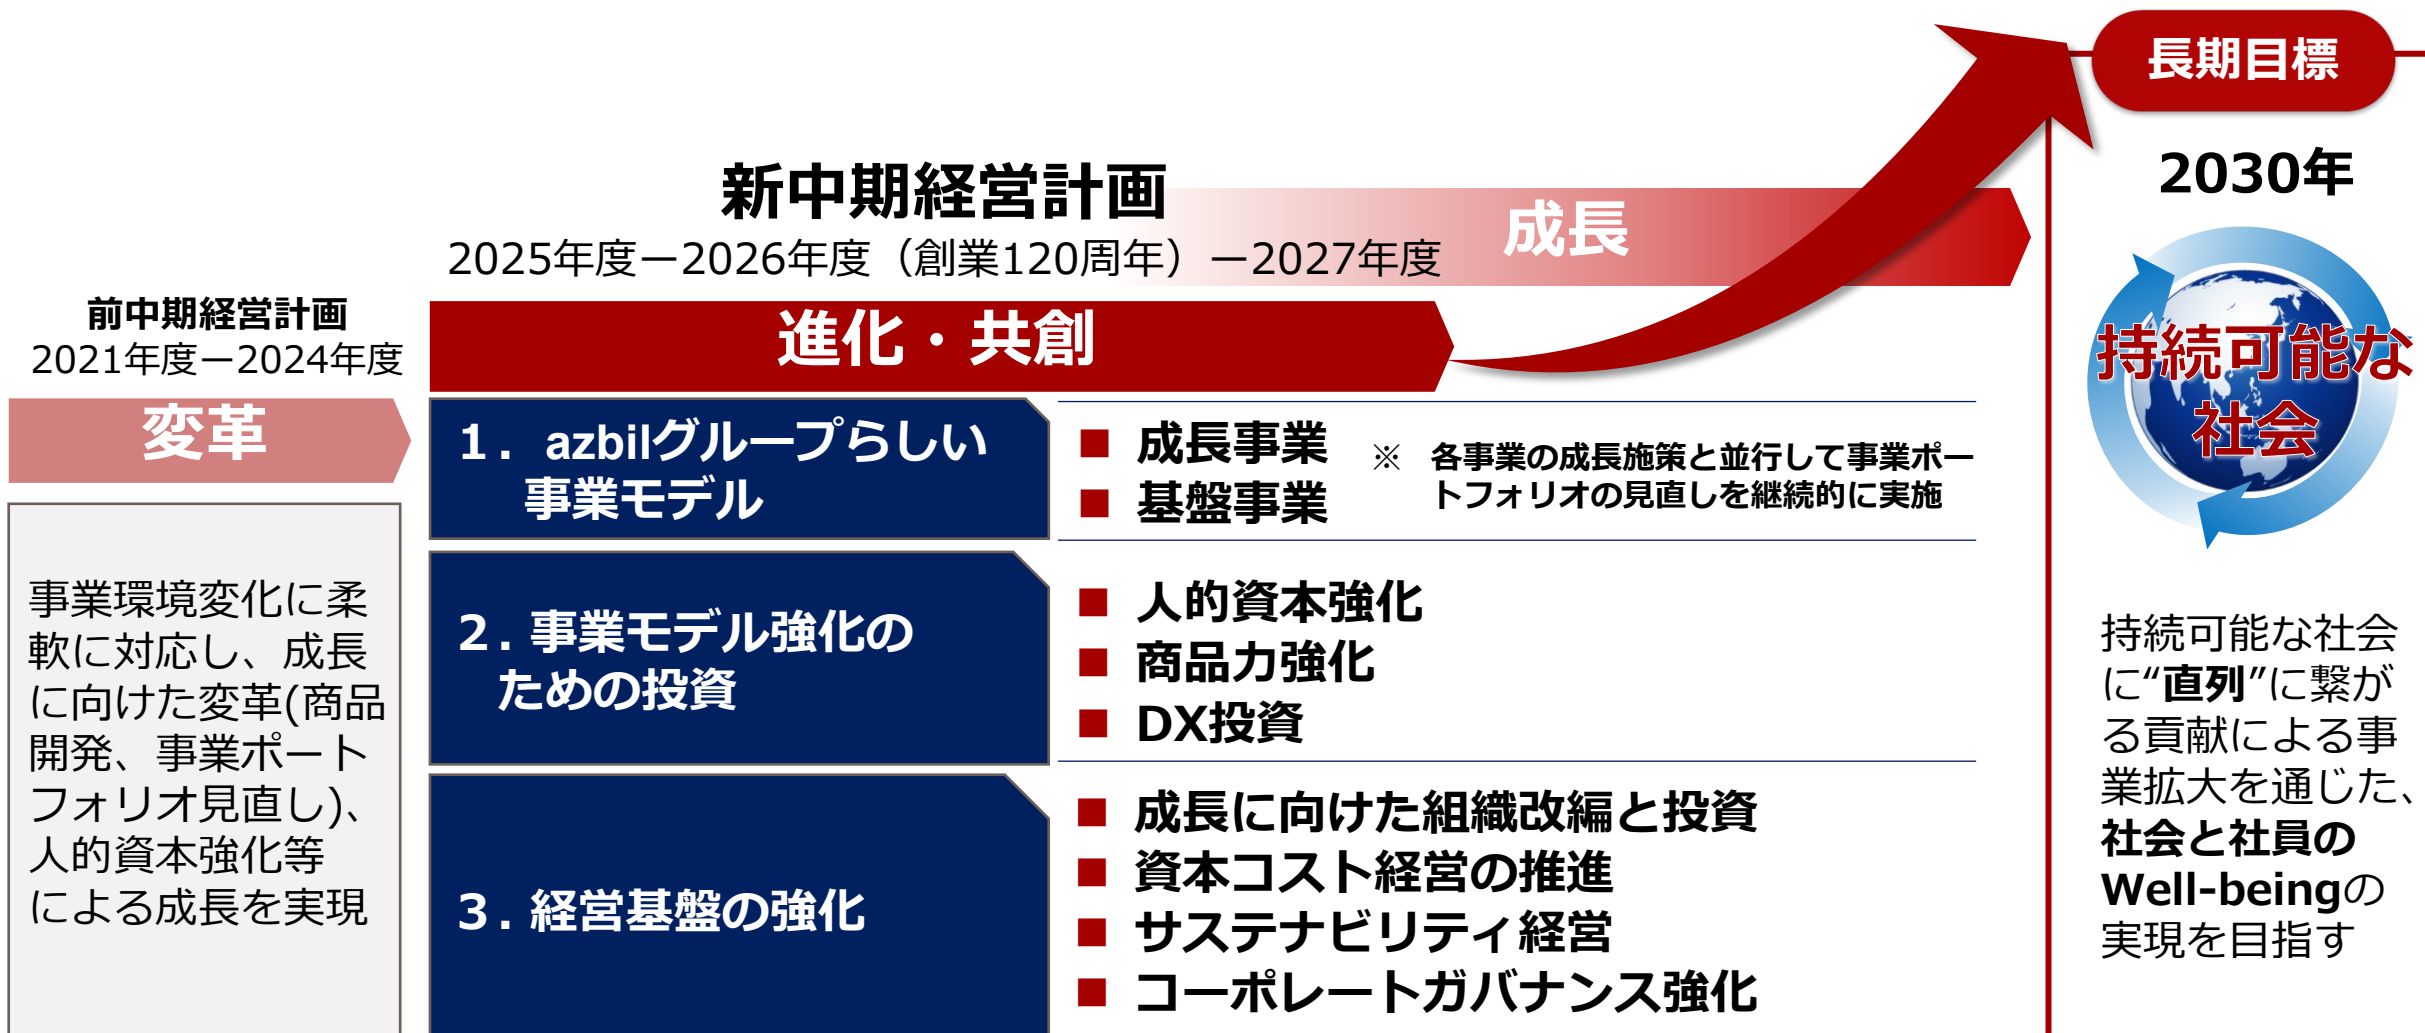 長期目標
2030年
持続可能な
社会
持続可能な社会
に“直列”に繋が
る貢献による事
業拡大を通じた、
社会と社員の
Well-beingの
実現を目指す
新中期経営計画
2025年度ー2026年度（創業120周年）ー2027年度
成長
進化・共創
前中期経営計画
2021年度ー2024年度
変革
事業環境変化に柔
軟に対応し、成長
に向けた変革(商品
開発、事業ポート
フォリオ見直し)、
人的資本強化等
による成長を実現
１．azbilグループらしい
事業モデル
■ 成長事業
■ 基盤事業
※ 各事業の成長施策と並行して事業ポー
トフォリオの見直しを継続的に実施
２. 事業モデル強化の
ための投資
■ 人的資本強化
■ 商品力強化
■ DX投資
３. 経営基盤の強化
■ 成長に向けた組織改編と投資
■ 資本コスト経営の推進
■ サステナビリティ経営
■ コーポレートガバナンス強化